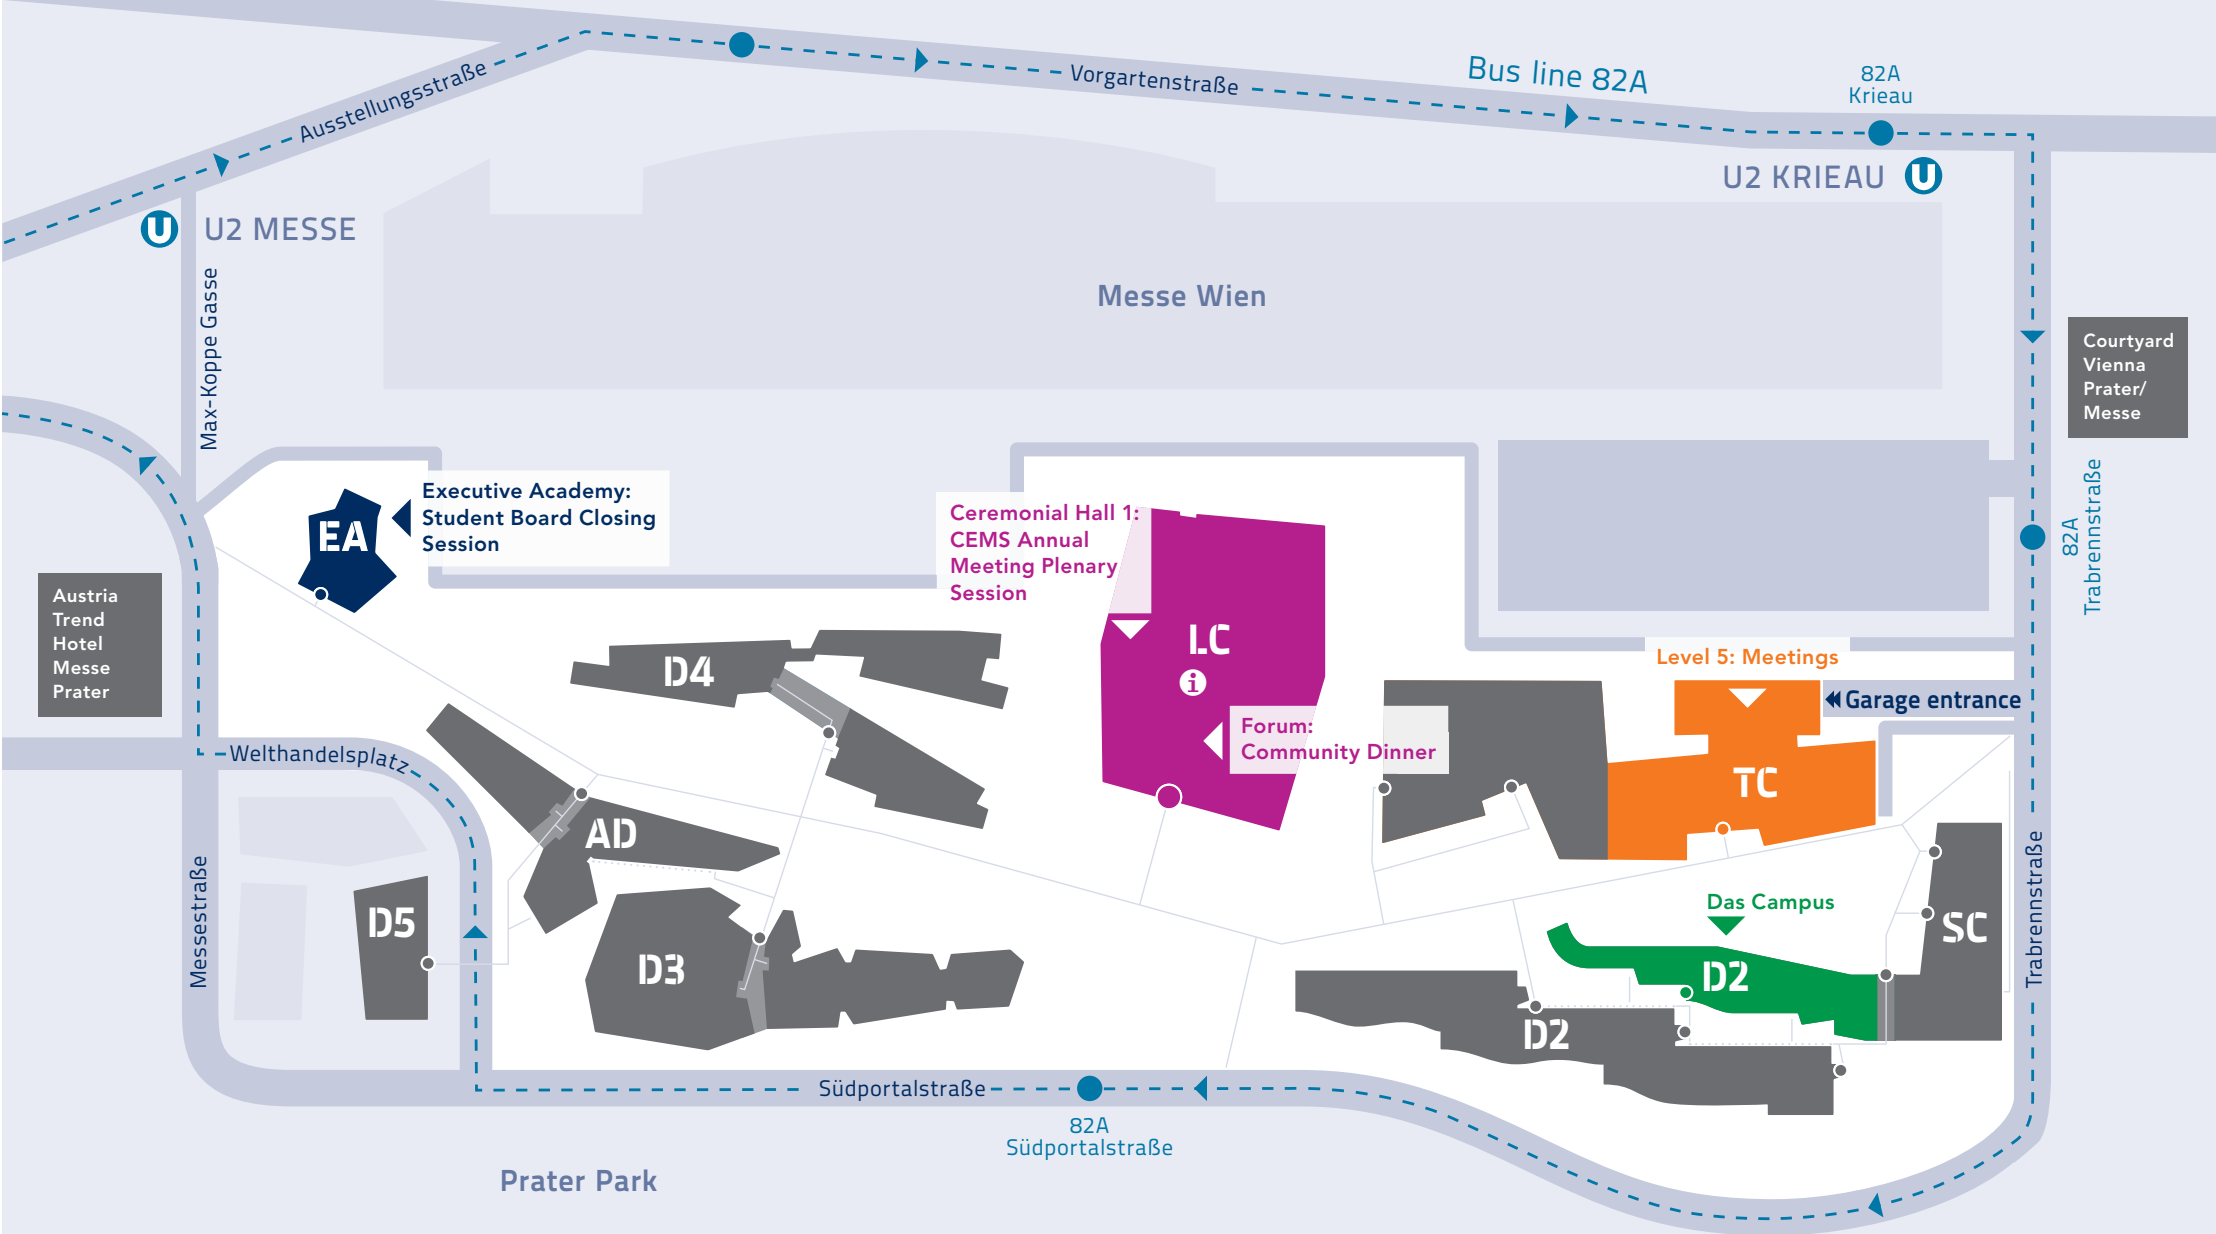 Bus line 82A
82A
Krieau
Vorgartenstraße
Ausstellungsstraße
U2 KRIEAU
U
U
U2 MESSE
Messe Wien
Max-Koppe Gasse
Courtyard
Vienna
Prater/
Messe
82A
Trabrennstraße
Executive Academy:
Student Board Closing
Session
EA
Ceremonial Hall 1:
CEMS Annual
Meeting Plenary
Session
LC
i
Forum:
Community Dinner
Austria
Trend
Hotel
Messe
Prater
D4
Level 5: Meetings
Garage entrance
TC
Welthandelsplatz
AD
Messestraße
D5
D3
Das Campus
D2
SC
D2
Trabrennstraße
Südportalstraße
82A
Südportalstraße
Prater Park